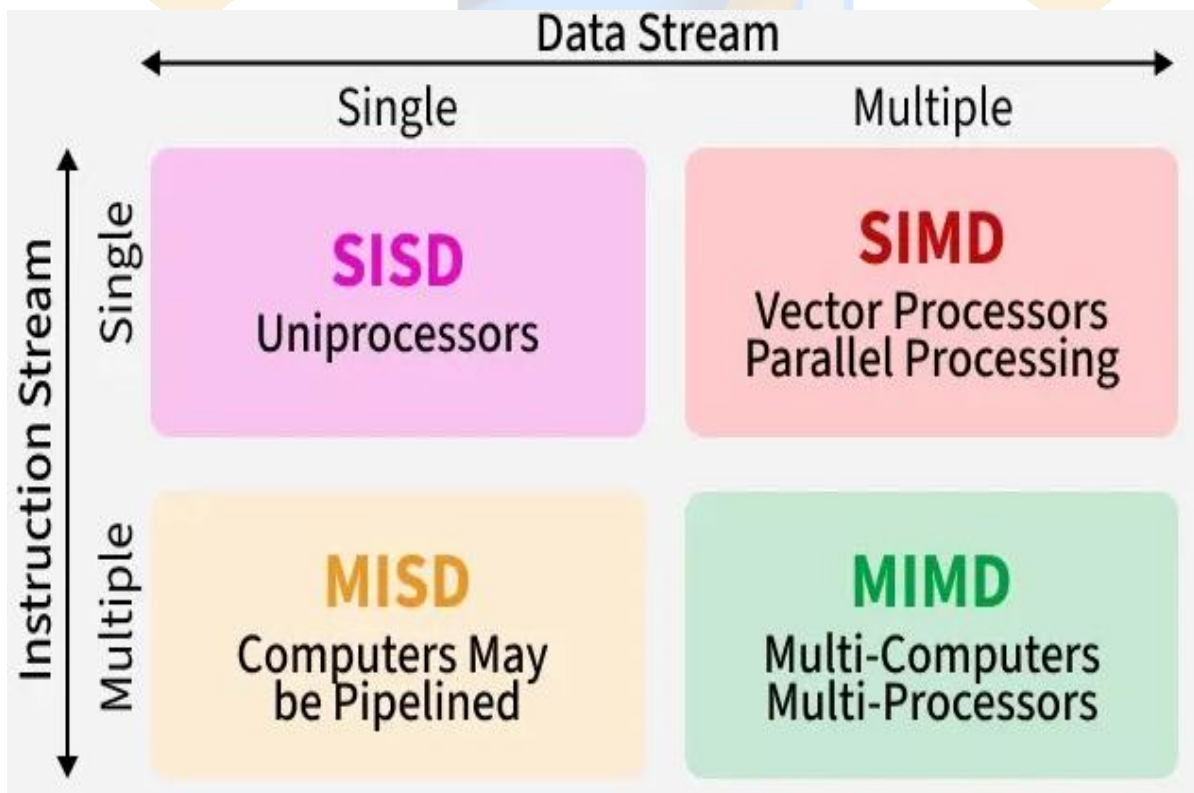 Data Stream
Single
Multiple
Instruction Stream
Single
SISD
Uniprocessors
SIMD
Vector Processors
Parallel Processing
Multiple
MISD
Computers May
be Pipelined
MIMD
Multi-Computers
Multi-Processors